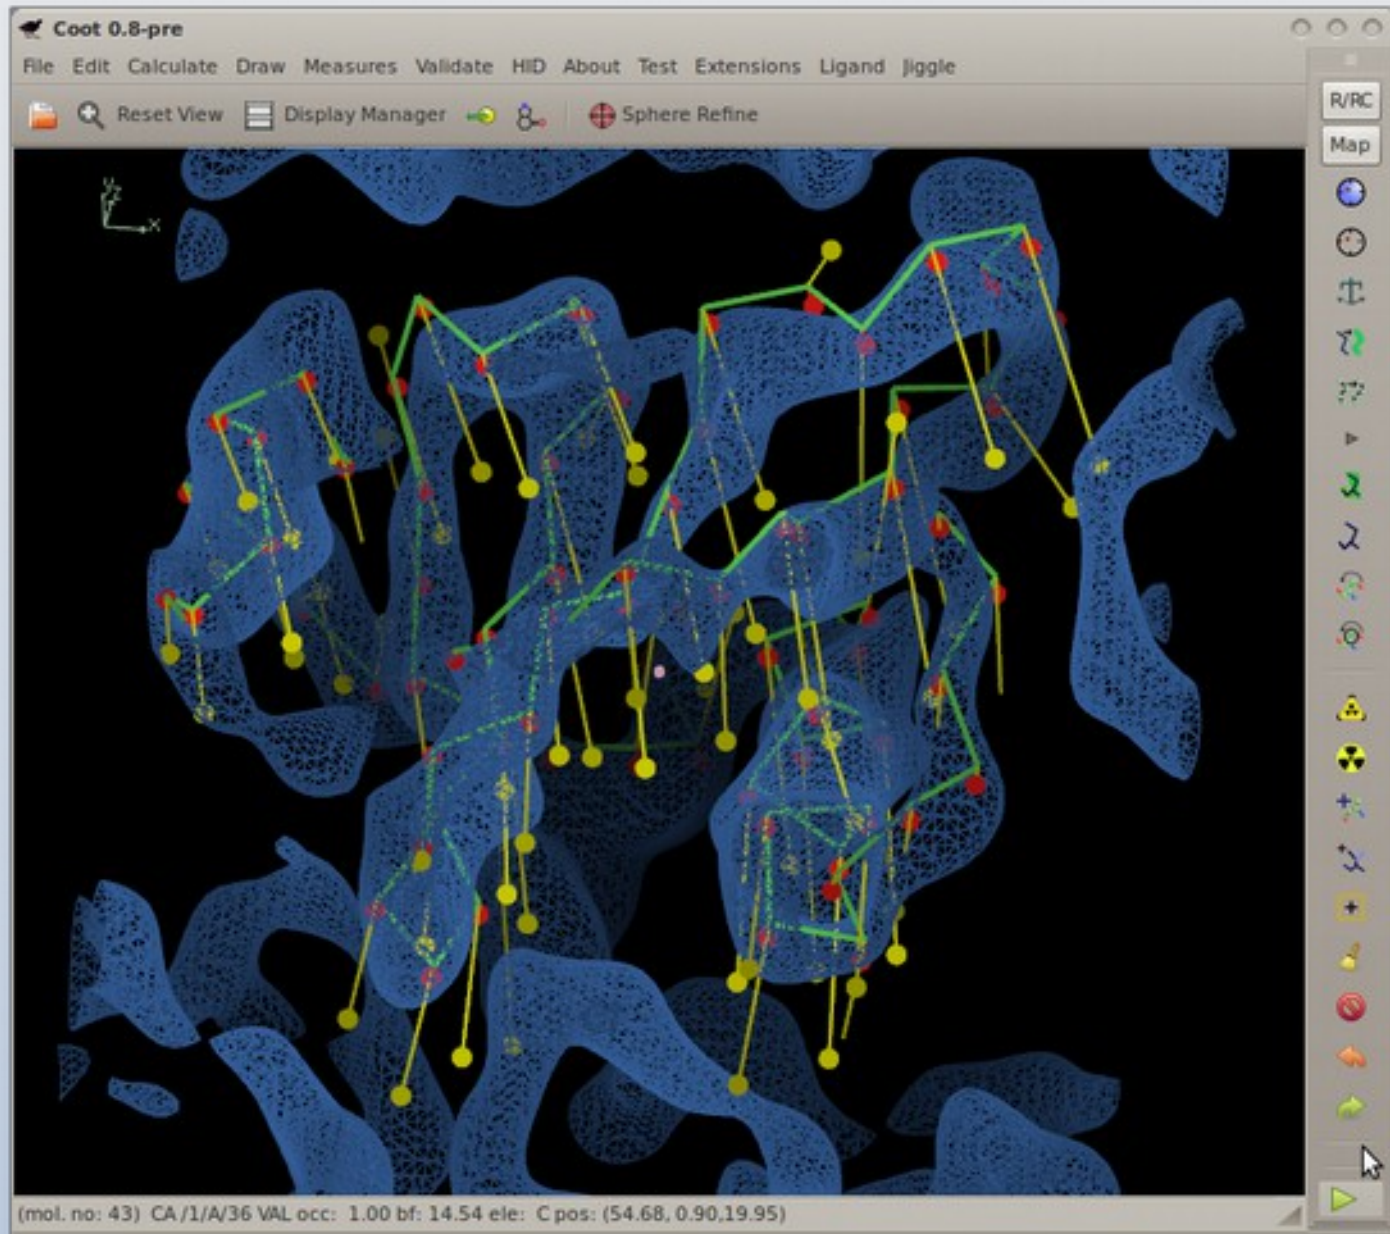 Coot 0.8-pre
File Edit Calculate Draw Measures Validate HID About Test Extensions Ligand Jiggle
Reset View Display Manager Sphere Refine
R/RC
Map
x
(mol. no: 43) CA /1/A/36 VAL occ: 1.00 bf: 14.54 ele: C pos: (54.68, 0.90,19.95)